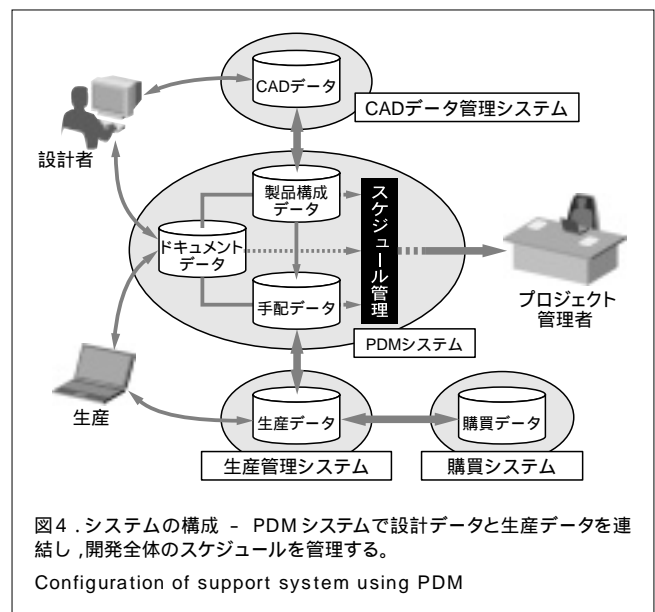 CADデータ
CADデータ管理システム
設計者
製品構成
データ
スケジュール管理
ドキュメント
データ
手配データ
プロジェクト
管理者
PDMシステム
生産
生産データ
購買データ
生産管理システム
購買システム
図4．システムの構成 － PDMシステムで設計データと生産データを連
結し，開発全体のスケジュールを管理する。
Configuration of support system using PDM